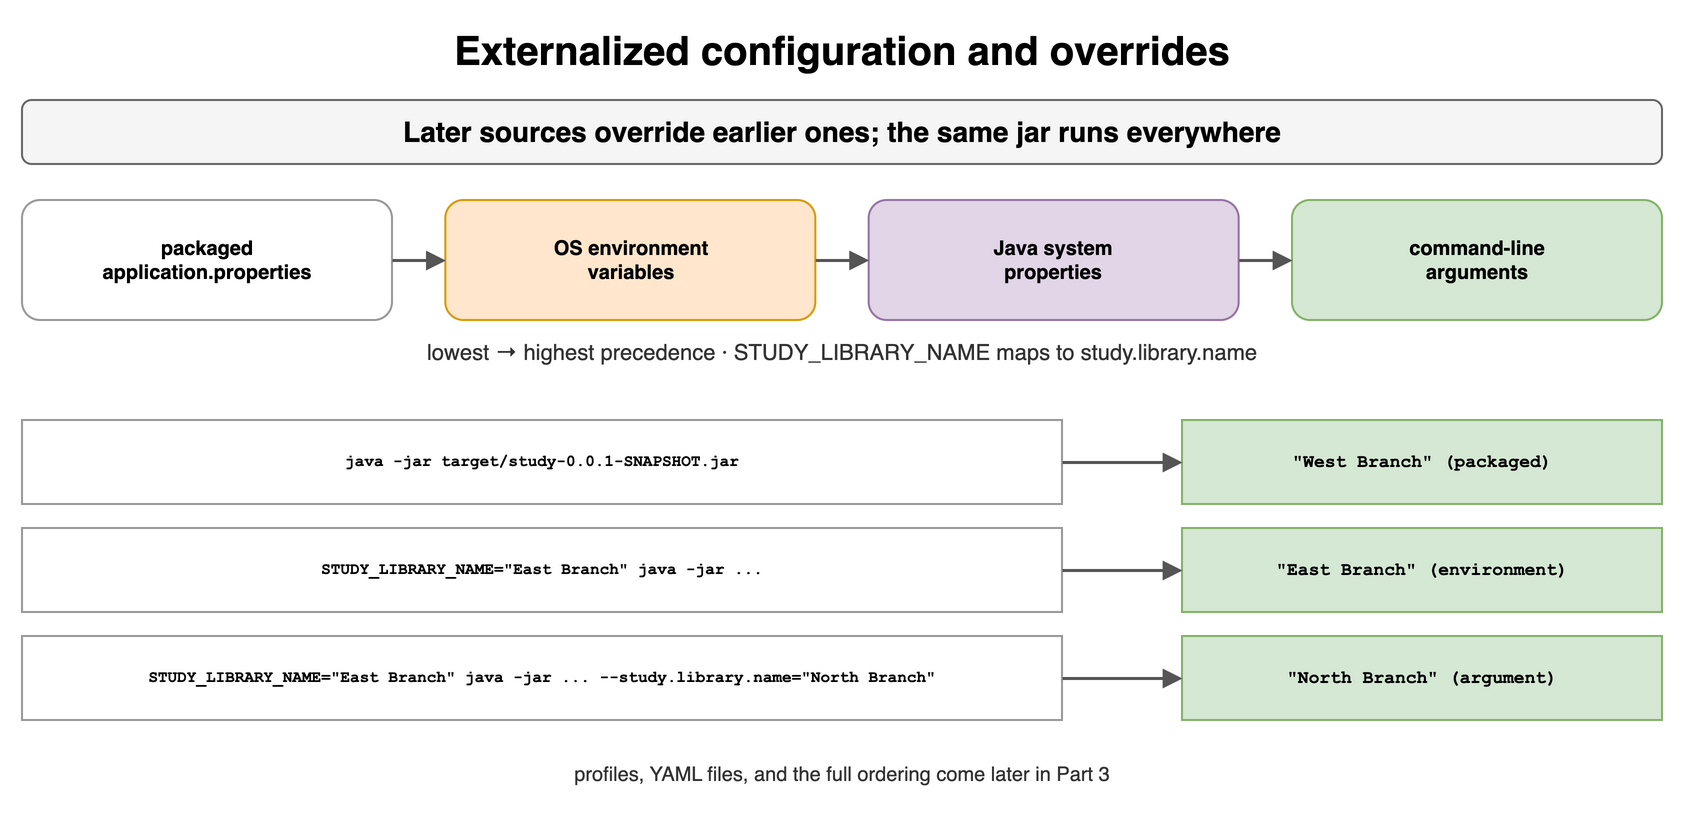 Externalized configuration and overrides
Later sources override earlier ones; the same jar runs everywhere
packaged
application.properties
OS environment
variables
Java system
properties
command-line
arguments
lowest → highest precedence · STUDY_LIBRARY_NAME maps to study.library.name
java -jar target/study-0.0.1-SNAPSHOT.jar
"West Branch" (packaged)
STUDY_LIBRARY_NAME="East Branch" java -jar ...
"East Branch" (environment)
STUDY_LIBRARY_NAME="East Branch" java -jar ... --study.library.name="North Branch"
"North Branch" (argument)
profiles, YAML files, and the full ordering come later in Part 3